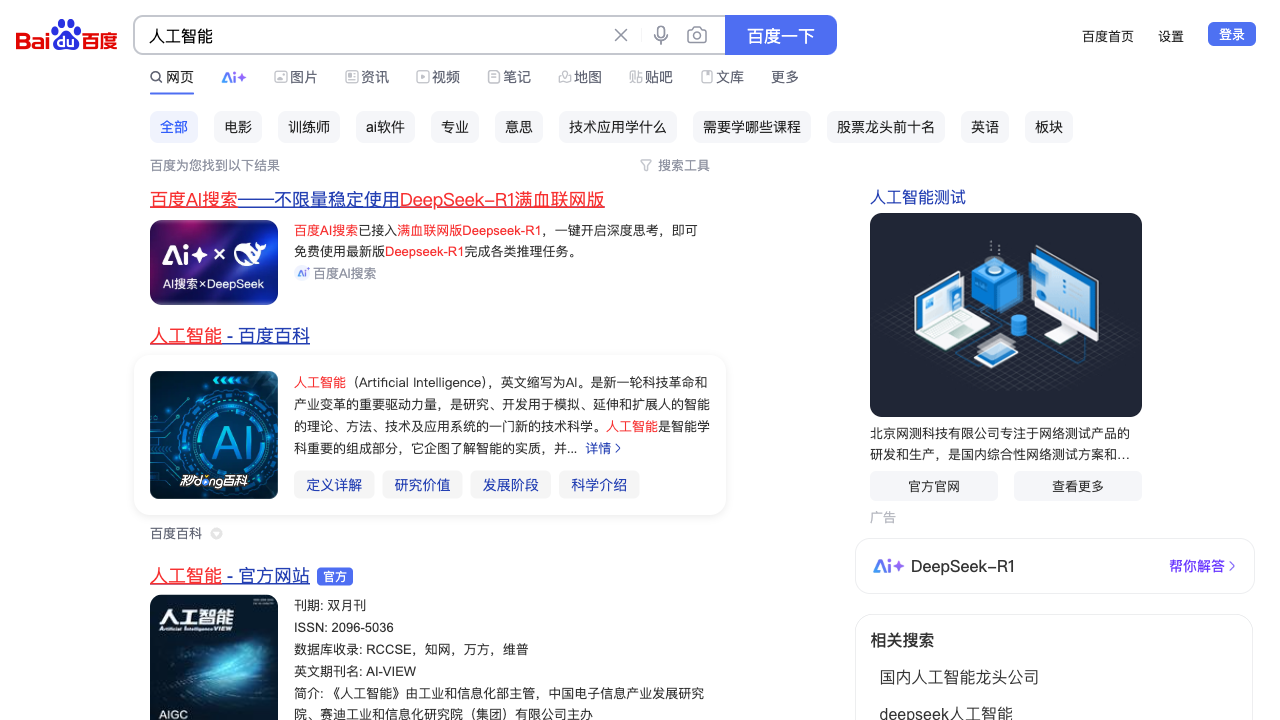 Bai du 百度
人工智能
百度一下
百度首页 设置 登录
网页 Ai+ 图片 资讯 视频 笔记 地图 贴吧 文库 更多
全部 电影 训练师 ai软件 专业 意思 技术应用学什么 需要学哪些课程 股票龙头前十名 英语 板块
百度为您找到以下结果
搜索工具
百度AI搜索——不限量稳定使用DeepSeek-R1满血联网版
Ai+ ×
AI搜索×DeepSeek
百度AI搜索已接入满血联网版Deepseek-R1，一键开启深度思考，即可
免费使用最新版Deepseek-R1完成各类推理任务。
Ai+ 百度AI搜索
人工智能 - 百度百科
AI
秒dǒng百科
人工智能（Artificial Intelligence），英文缩写为AI。是新一轮科技革命和
产业变革的重要驱动力量，是研究、开发用于模拟、延伸和扩展人的智能
的理论、方法、技术及应用系统的一门新的技术科学。人工智能是智能学
科重要的组成部分，它企图了解智能的实质，并... 详情
定义详解 研究价值 发展阶段 科学介绍
百度百科
人工智能 - 官方网站 官方
人工智能
Artificial Intelligence VIEW
AIGC
刊期: 双月刊
ISSN: 2096-5036
数据库收录: RCCSE，知网，万方，维普
英文期刊名: AI-VIEW
简介: 《人工智能》由工业和信息化部主管，中国电子信息产业发展研究
院、赛迪工业和信息化研究院（集团）有限公司主办
人工智能测试
北京网测科技有限公司专注于网络测试产品的
研发和生产，是国内综合性网络测试方案和...
官方官网 查看更多
广告
Ai+ DeepSeek-R1 帮你解答
相关搜索
国内人工智能龙头公司
deepseek人工智能